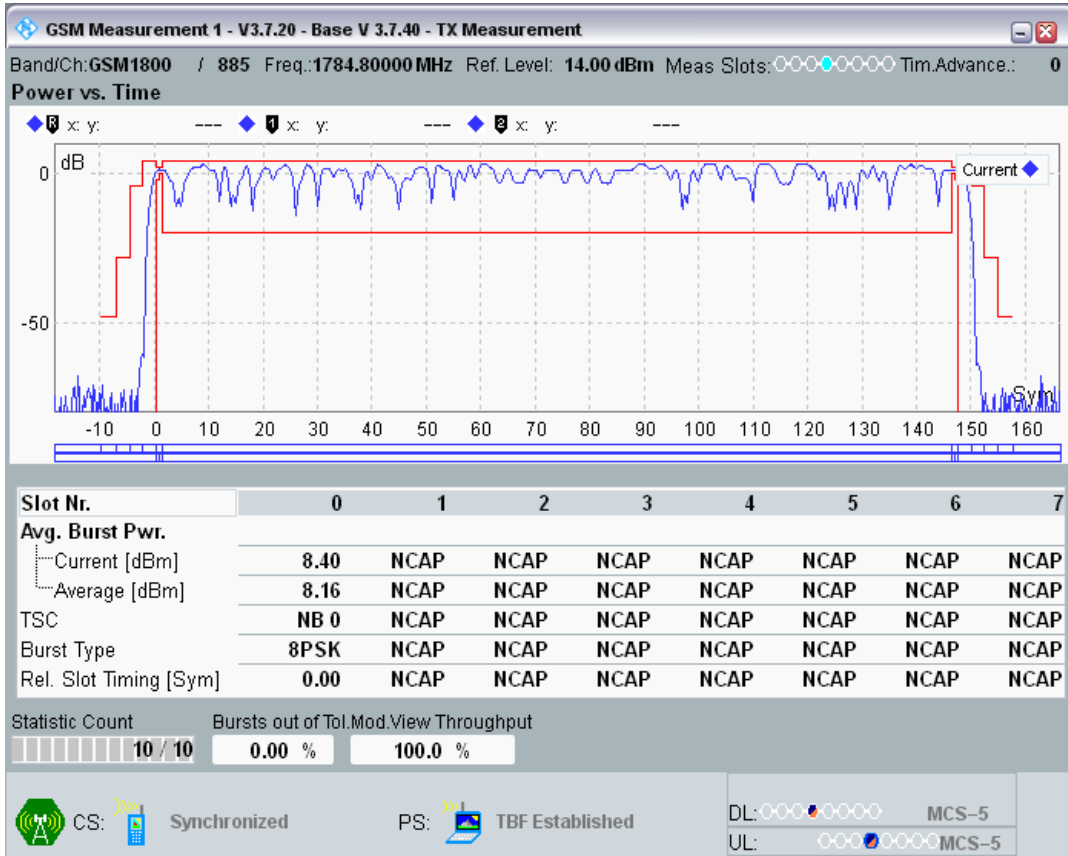 GSM Measurement 1 - V3.7.20 - Base V 3.7.40 - TX Measurement
Band/Ch:GSM1800 / 885 Freq.:1784.80000 MHz Ref. Level: 14.00 dBm Meas Slots: Tim.Advance.: 0
Power vs. Time
R x: y: --- 1 x: y: --- 2 x: y: ---
dB
0
Current
-50
Sym
-10 0 10 20 30 40 50 60 70 80 90 100 110 120 130 140 150 160
Slot Nr. 0 1 2 3 4 5 6 7
Avg. Burst Pwr.
Current [dBm] 8.40 NCAP NCAP NCAP NCAP NCAP NCAP NCAP
Average [dBm] 8.16 NCAP NCAP NCAP NCAP NCAP NCAP NCAP
TSC NB 0 NCAP NCAP NCAP NCAP NCAP NCAP NCAP
Burst Type 8PSK NCAP NCAP NCAP NCAP NCAP NCAP NCAP
Rel. Slot Timing [Sym] 0.00 NCAP NCAP NCAP NCAP NCAP NCAP NCAP
Statistic Count Bursts out of Tol.Mod.View Throughput
10 / 10 0.00 % 100.0 %
CS: Synchronized PS: TBF Established
DL: MCS-5
UL: MCS-5